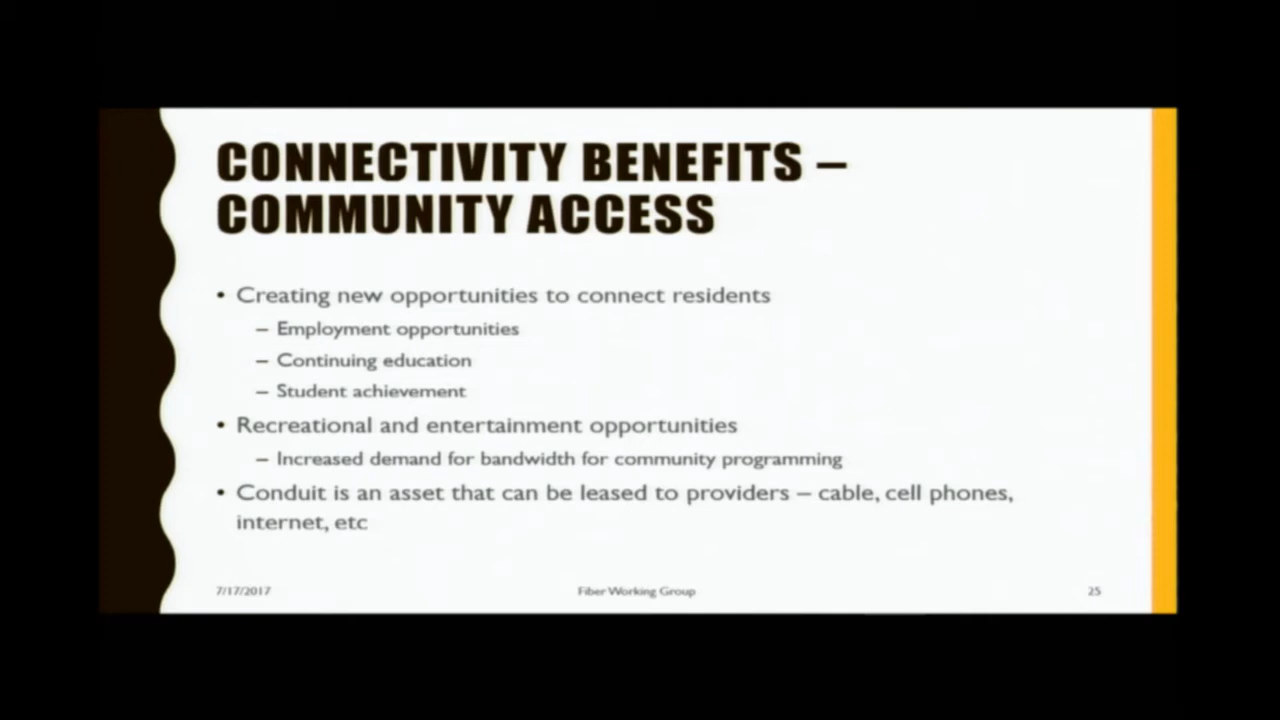 CONNECTIVITY BENEFITS –
COMMUNITY ACCESS
• Creating new opportunities to connect residents
– Employment opportunities
– Continuing education
– Student achievement
• Recreational and entertainment opportunities
– Increased demand for bandwidth for community programming
• Conduit is an asset that can be leased to providers – cable, cell phones,
internet, etc
7/17/2017 Fiber Working Group 25